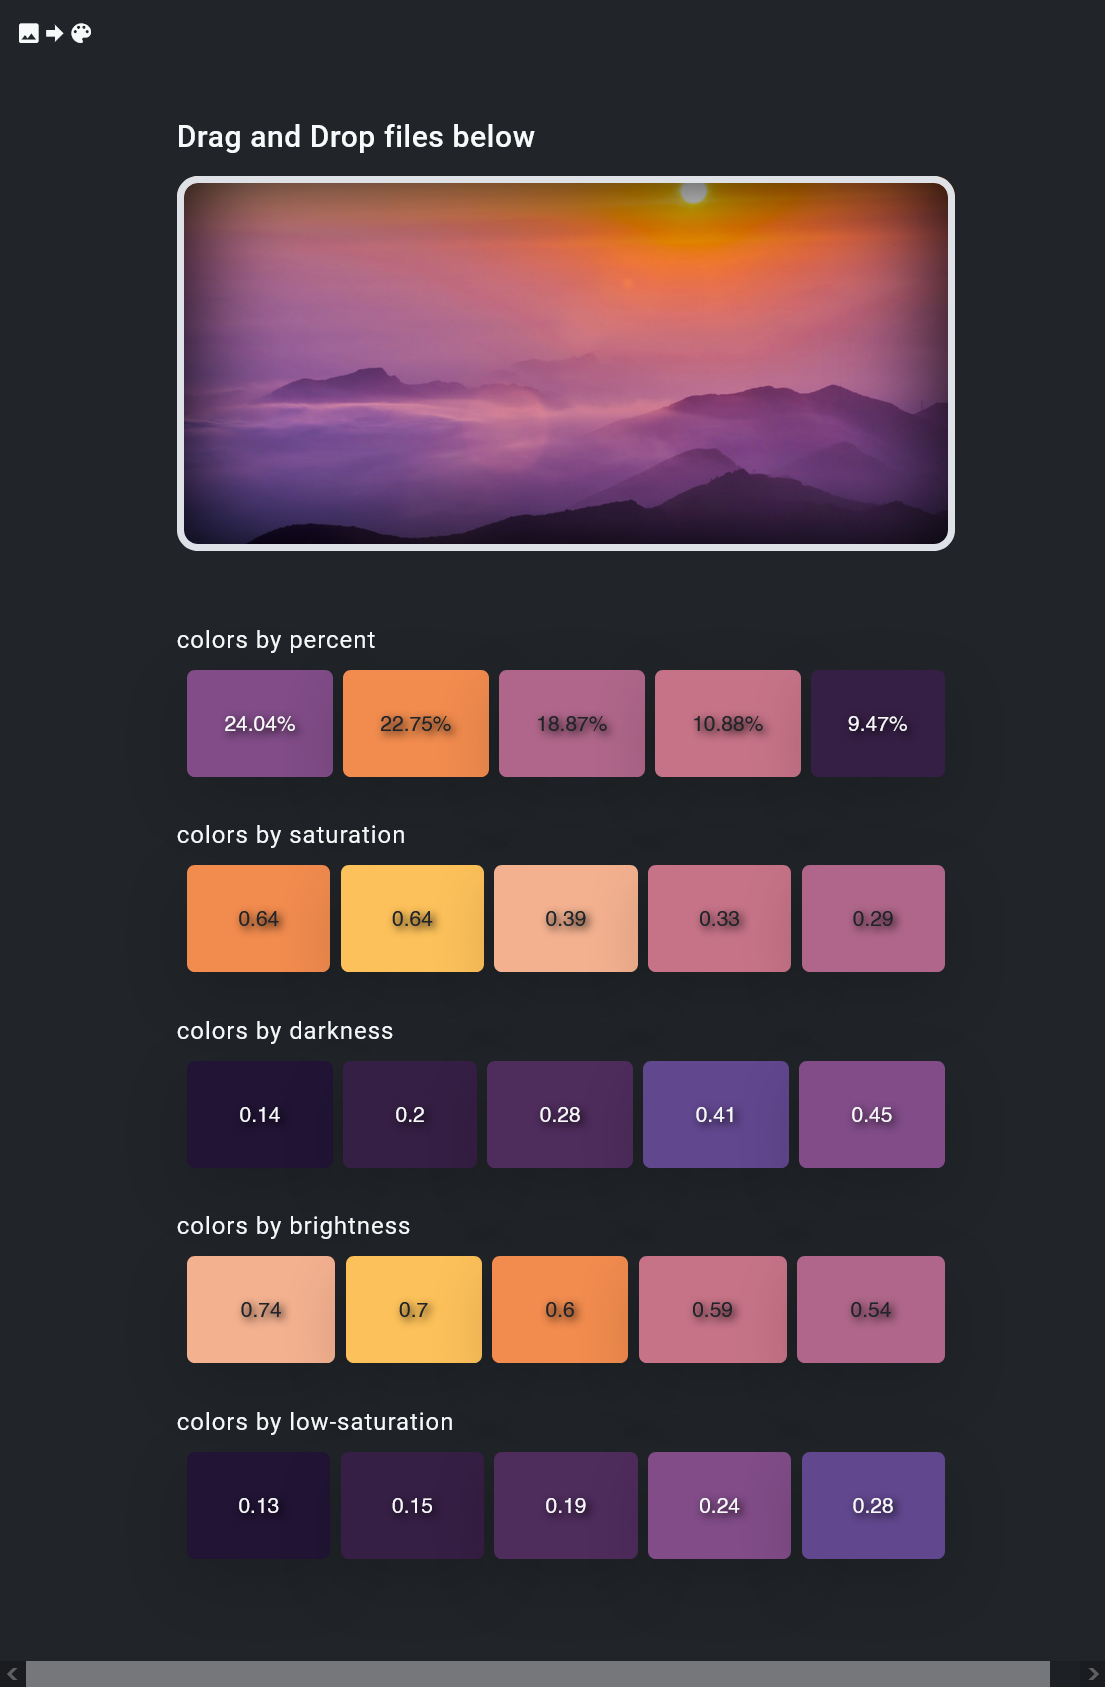 Drag and Drop files below
colors by percent
24.04% 22.75% 18.87% 10.88% 9.47%
colors by saturation
0.64 0.64 0.39 0.33 0.29
colors by darkness
0.14 0.2 0.28 0.41 0.45
colors by brightness
0.74 0.7 0.6 0.59 0.54
colors by low-saturation
0.13 0.15 0.19 0.24 0.28